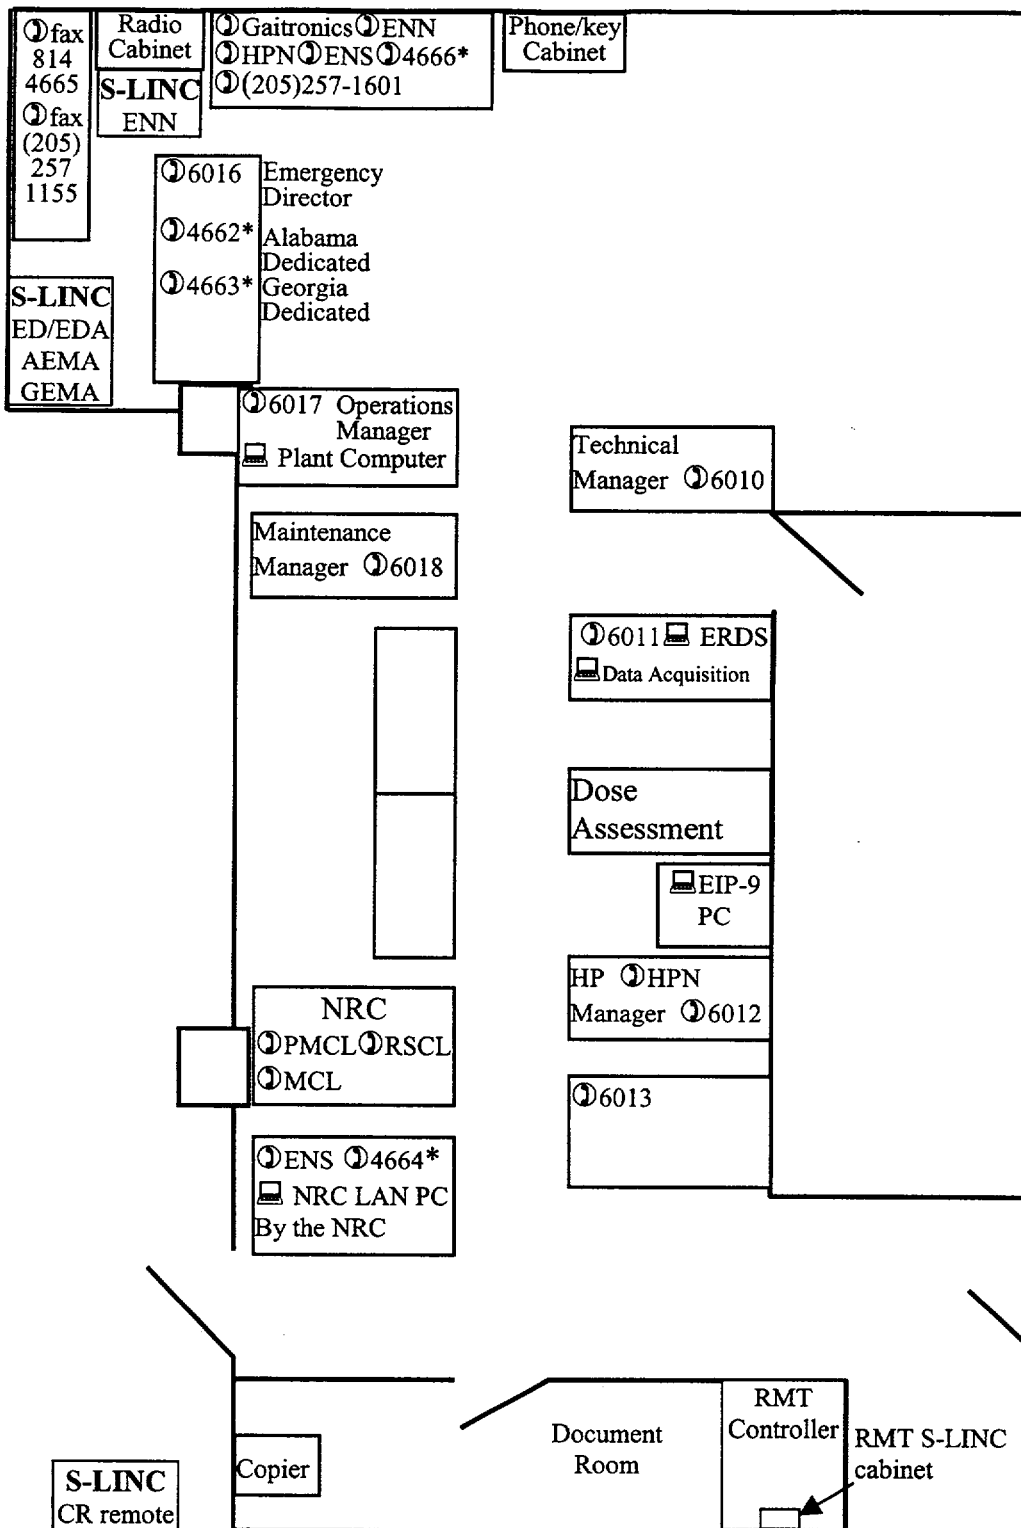 fax
814
4665
fax
(205)
257
1155
Radio
Cabinet
S-LINC
ENN
Gaitronics ENN
HPN ENS 4666*
(205)257-1601
Phone/key
Cabinet
6016 Emergency
Director
4662* Alabama
Dedicated
4663* Georgia
Dedicated
S-LINC
ED/EDA
AEMA
GEMA
6017 Operations
Manager
Plant Computer
Technical
Manager 6010
Maintenance
Manager 6018
6011 ERDS
Data Acquisition
Dose
Assessment
EIP-9
PC
HP HPN
Manager 6012
NRC
PMCL RSCL
MCL
6013
ENS 4664*
NRC LAN PC
By the NRC
RMT
Controller
Document
Room
RMT S-LINC
cabinet
Copier
S-LINC
CR remote